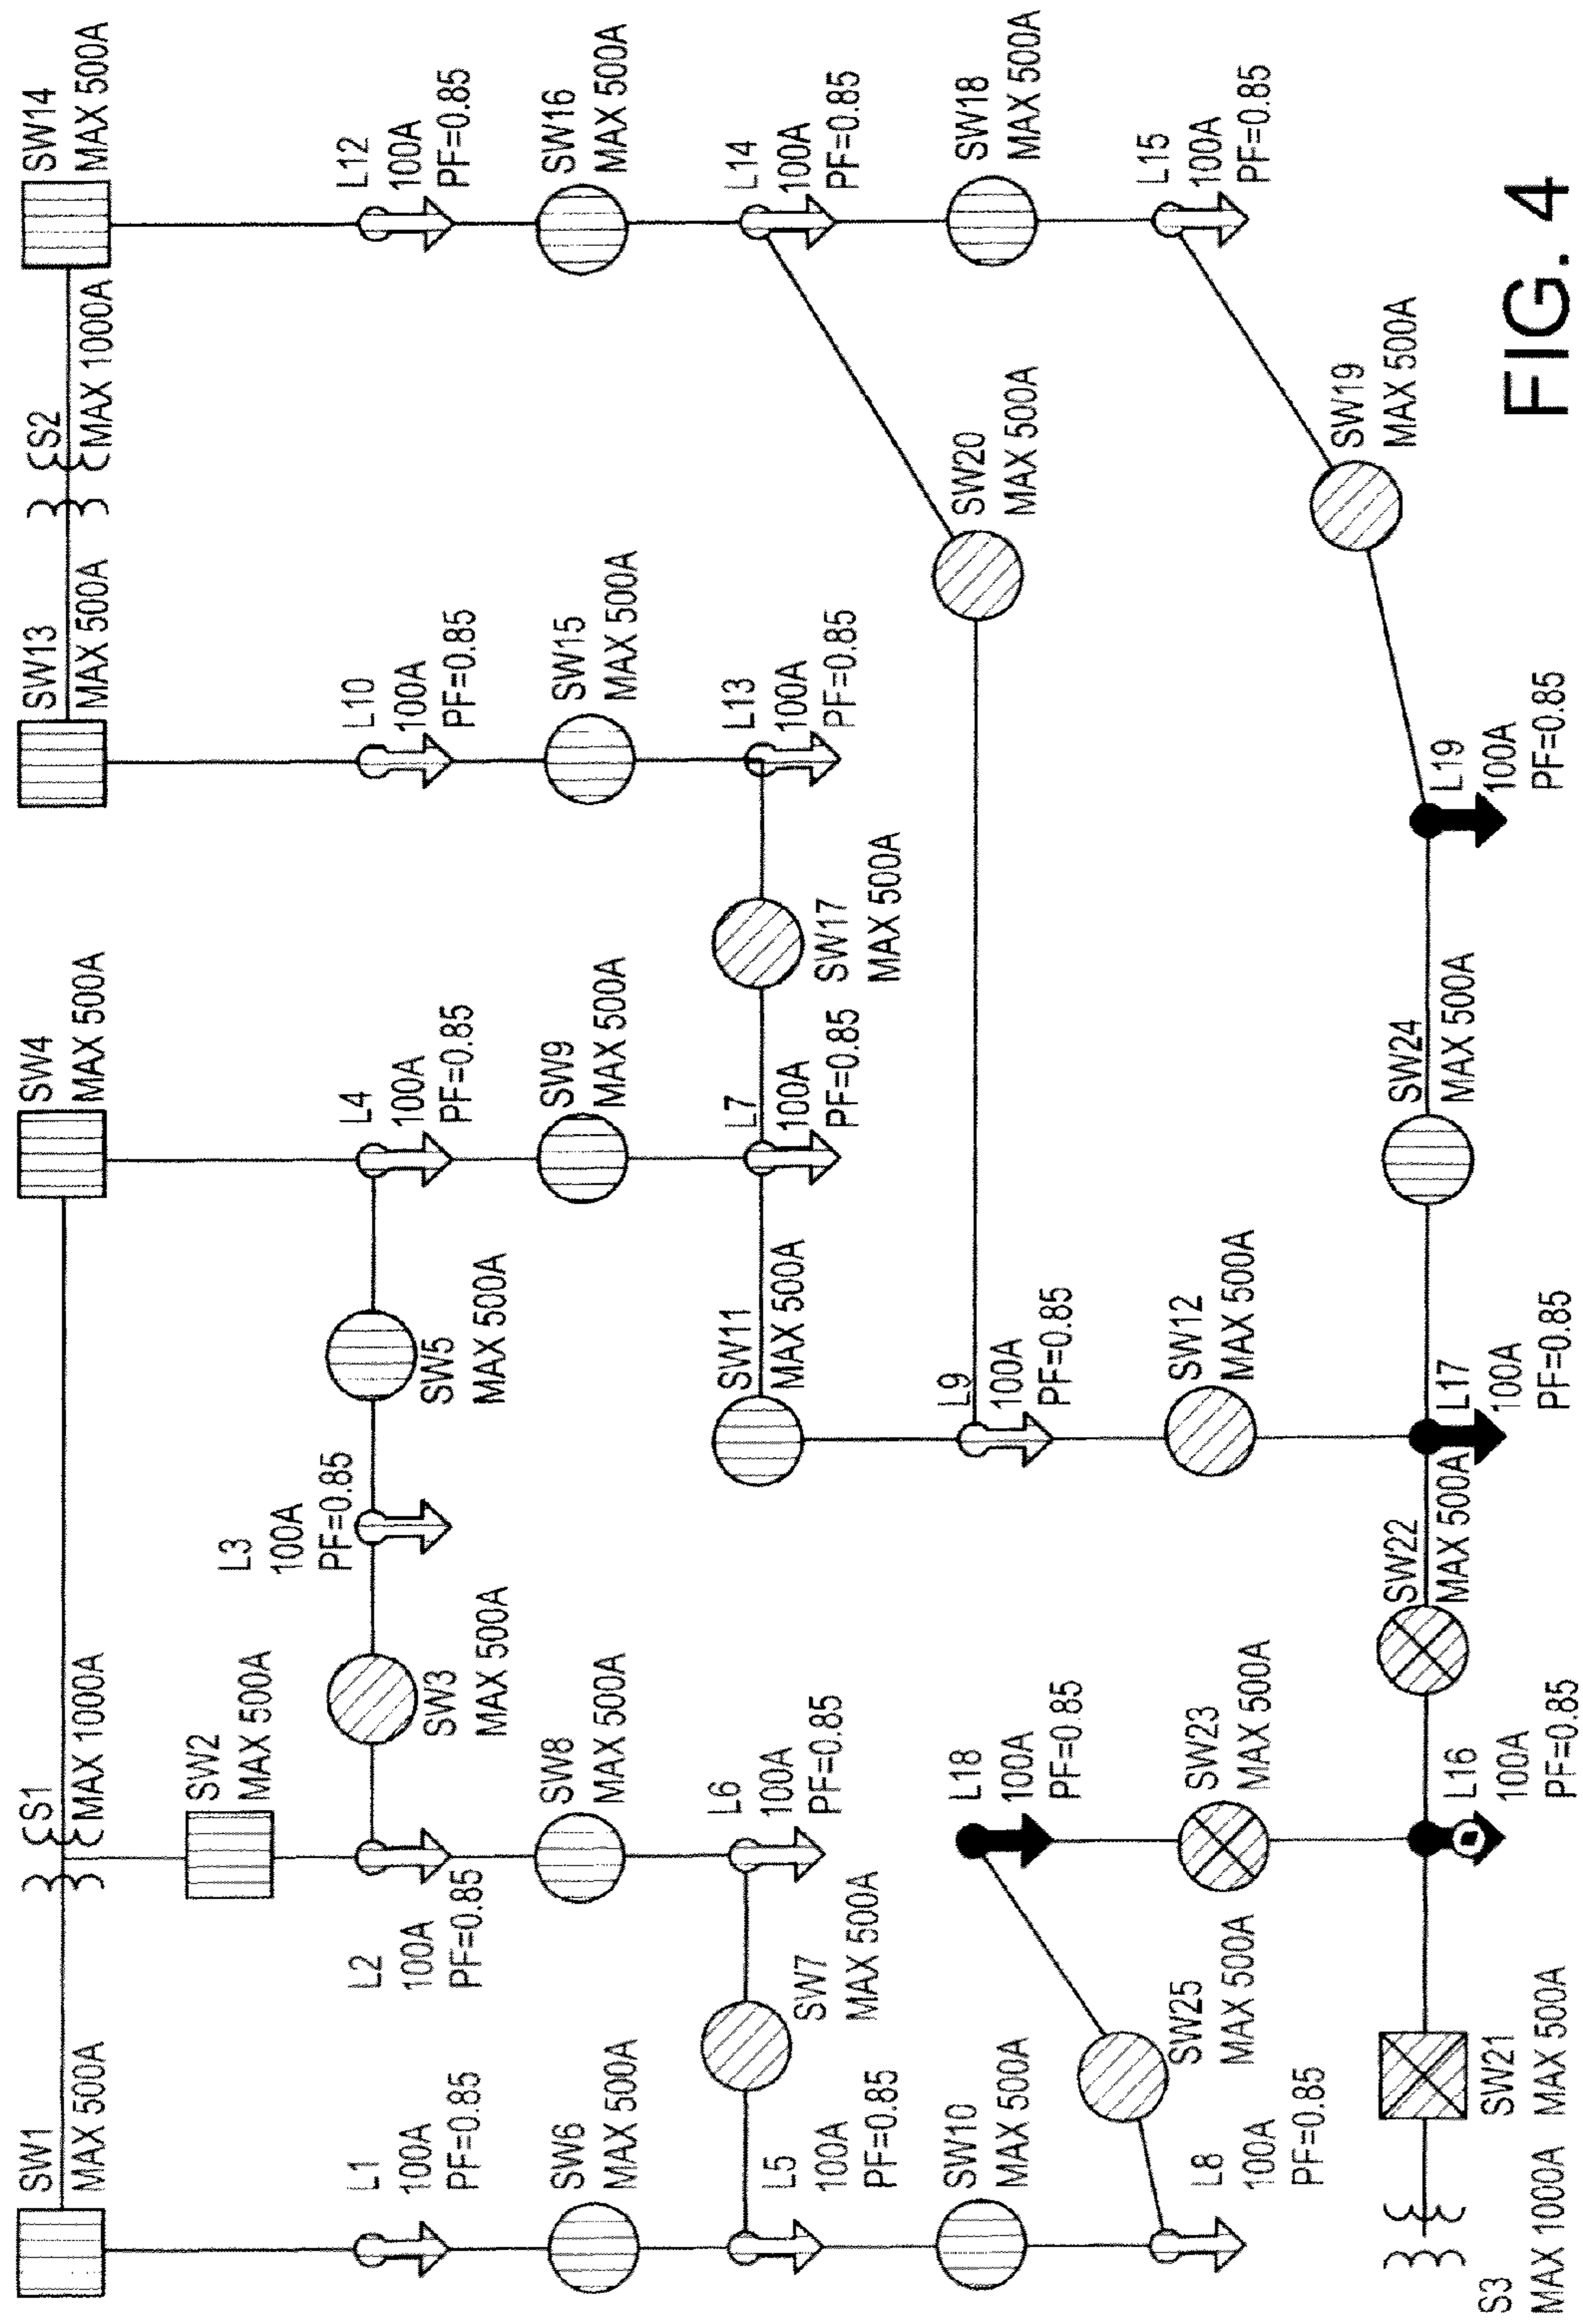 SW1
MAX 500A
S1
MAX 1000A
SW4
MAX 500A
SW13
MAX 500A
S2
MAX 1000A
SW14
MAX 500A
SW2
MAX 500A
L1
100A
PF=0.85
L2
100A
PF=0.85
SW3
MAX 500A
L3
100A
PF=0.85
SW5
MAX 500A
L4
100A
PF=0.85
L10
100A
PF=0.85
L12
100A
PF=0.85
SW6
MAX 500A
SW8
MAX 500A
SW9
MAX 500A
SW15
MAX 500A
SW16
MAX 500A
L5
100A
PF=0.85
SW7
MAX 500A
L6
100A
PF=0.85
SW11
MAX 500A
L7
100A
PF=0.85
SW17
MAX 500A
L13
100A
PF=0.85
L14
100A
PF=0.85
SW10
MAX 500A
L18
100A
PF=0.85
L9
100A
PF=0.85
SW20
MAX 500A
SW18
MAX 500A
L8
100A
PF=0.85
SW25
MAX 500A
SW23
MAX 500A
SW12
MAX 500A
L15
100A
PF=0.85
SW19
MAX 500A
S3
MAX 1000A
SW21
MAX 500A
L16
100A
PF=0.85
SW22
MAX 500A
L17
100A
PF=0.85
SW24
MAX 500A
L19
100A
PF=0.85
FIG. 4